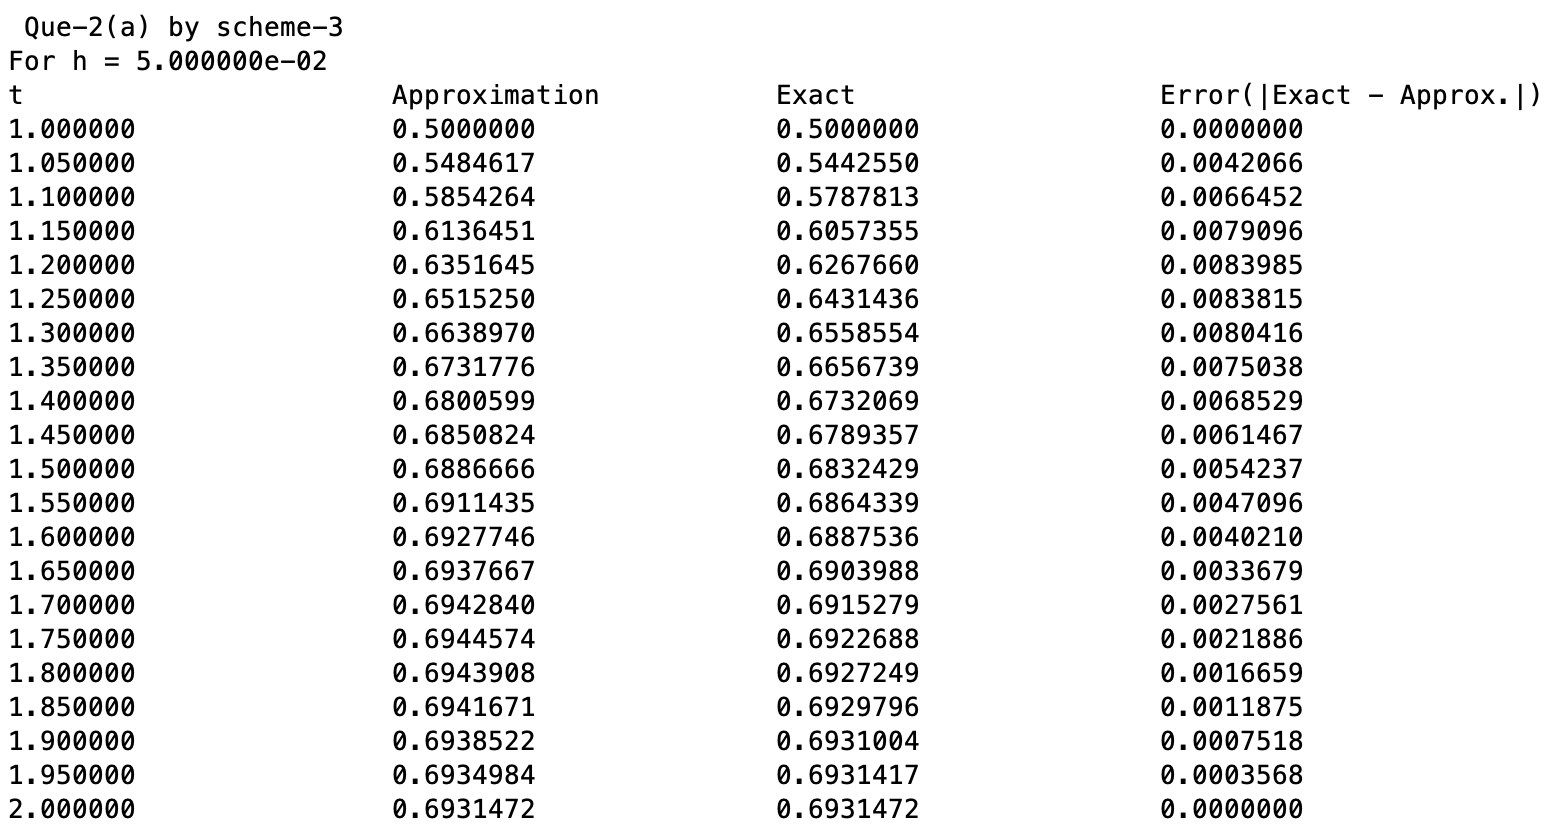 Que-2(a) by scheme-3
For h = 5.000000e-02
t Approximation Exact Error(|Exact - Approx.|)
1.000000 0.5000000 0.5000000 0.0000000
1.050000 0.5484617 0.5442550 0.0042066
1.100000 0.5854264 0.5787813 0.0066452
1.150000 0.6136451 0.6057355 0.0079096
1.200000 0.6351645 0.6267660 0.0083985
1.250000 0.6515250 0.6431436 0.0083815
1.300000 0.6638970 0.6558554 0.0080416
1.350000 0.6731776 0.6656739 0.0075038
1.400000 0.6800599 0.6732069 0.0068529
1.450000 0.6850824 0.6789357 0.0061467
1.500000 0.6886666 0.6832429 0.0054237
1.550000 0.6911435 0.6864339 0.0047096
1.600000 0.6927746 0.6887536 0.0040210
1.650000 0.6937667 0.6903988 0.0033679
1.700000 0.6942840 0.6915279 0.0027561
1.750000 0.6944574 0.6922688 0.0021886
1.800000 0.6943908 0.6927249 0.0016659
1.850000 0.6941671 0.6929796 0.0011875
1.900000 0.6938522 0.6931004 0.0007518
1.950000 0.6934984 0.6931417 0.0003568
2.000000 0.6931472 0.6931472 0.0000000